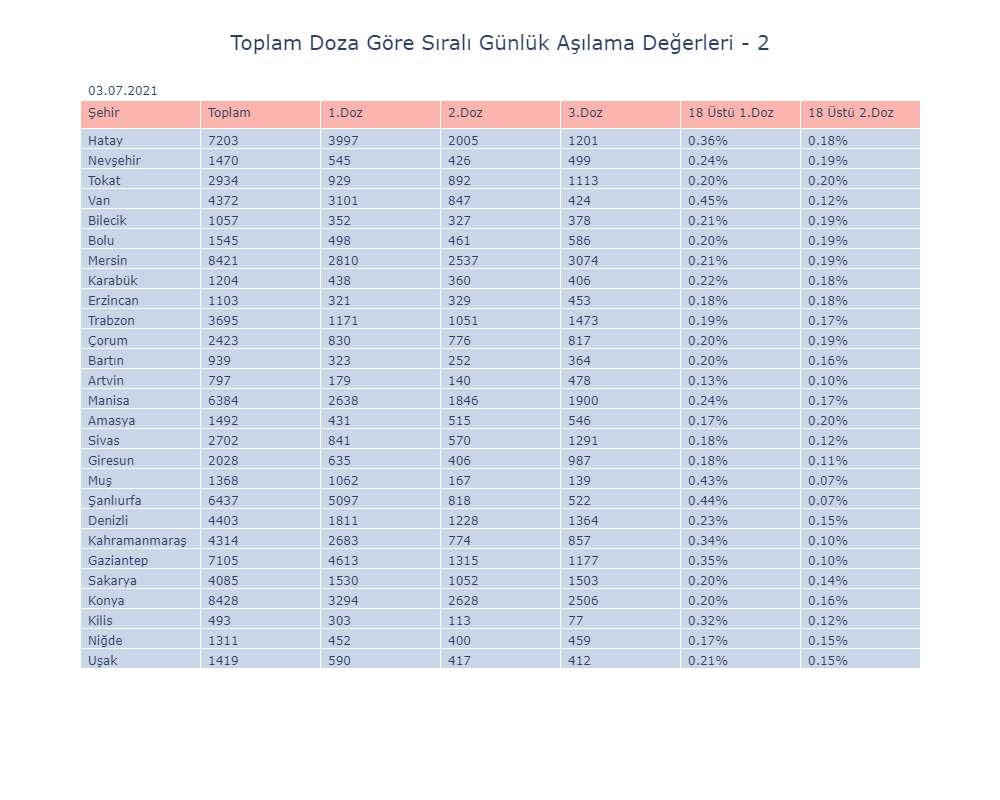 Toplam Doza Göre Sıralı Günlük Aşılama Değerleri - 2
03.07.2021
Şehir Toplam 1.Doz 2.Doz 3.Doz 18 Üstü 1.Doz 18 Üstü 2.Doz
Hatay 7203 3997 2005 1201 0.36% 0.18%
Nevşehir 1470 545 426 499 0.24% 0.19%
Tokat 2934 929 892 1113 0.20% 0.20%
Van 4372 3101 847 424 0.45% 0.12%
Bilecik 1057 352 327 378 0.21% 0.19%
Bolu 1545 498 461 586 0.20% 0.19%
Mersin 8421 2810 2537 3074 0.21% 0.19%
Karabük 1204 438 360 406 0.22% 0.18%
Erzincan 1103 321 329 453 0.18% 0.18%
Trabzon 3695 1171 1051 1473 0.19% 0.17%
Çorum 2423 830 776 817 0.20% 0.19%
Bartın 939 323 252 364 0.20% 0.16%
Artvin 797 179 140 478 0.13% 0.10%
Manisa 6384 2638 1846 1900 0.24% 0.17%
Amasya 1492 431 515 546 0.17% 0.20%
Sivas 2702 841 570 1291 0.18% 0.12%
Giresun 2028 635 406 987 0.18% 0.11%
Muş 1368 1062 167 139 0.43% 0.07%
Şanlıurfa 6437 5097 818 522 0.44% 0.07%
Denizli 4403 1811 1228 1364 0.23% 0.15%
Kahramanmaraş 4314 2683 774 857 0.34% 0.10%
Gaziantep 7105 4613 1315 1177 0.35% 0.10%
Sakarya 4085 1530 1052 1503 0.20% 0.14%
Konya 8428 3294 2628 2506 0.20% 0.16%
Kilis 493 303 113 77 0.32% 0.12%
Niğde 1311 452 400 459 0.17% 0.15%
Uşak 1419 590 417 412 0.21% 0.15%